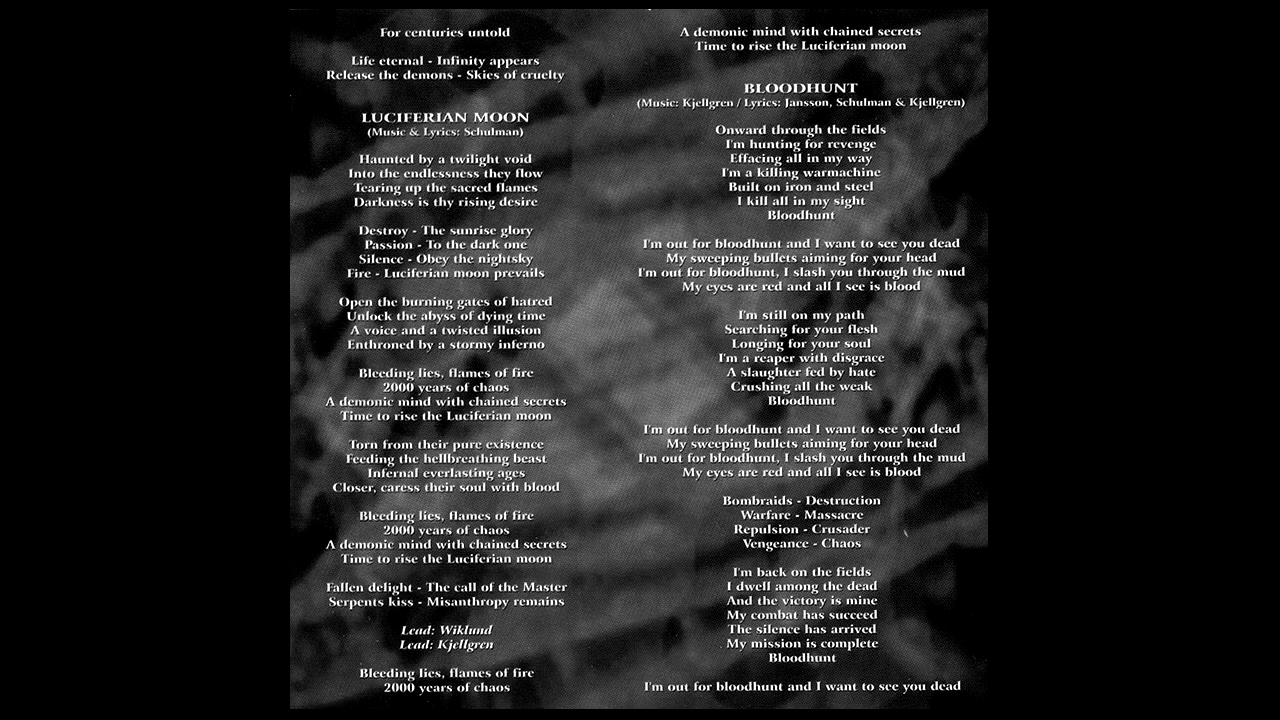 For centuries untold
Life eternal - Infinity appears
Release the demons - Skies of cruelty
LUCIFERIAN MOON
(Music & Lyrics: Schulman)
Haunted by a twilight void
Into the endlessness they flow
Tearing up the sacred flames
Darkness is thy rising desire
Destroy - The sunrise glory
Passion - To the dark one
Silence - Obey the nightsky
Fire - Luciferian moon prevails
Open the burning gates of hatred
Unlock the abyss of dying time
A voice and a twisted illusion
Enthroned by a stormy inferno
Bleeding lies, flames of fire
2000 years of chaos
A demonic mind with chained secrets
Time to rise the Luciferian moon
Torn from their pure existence
Feeding the hellbreathing beast
Infernal everlasting ages
Closer, caress their soul with blood
Bleeding lies, flames of fire
2000 years of chaos
A demonic mind with chained secrets
Time to rise the Luciferian moon
Fallen delight - The call of the Master
Serpents kiss - Misanthropy remains
Lead: Wiklund
Lead: Kjellgren
Bleeding lies, flames of fire
2000 years of chaos
A demonic mind with chained secrets
Time to rise the Luciferian moon
BLOODHUNT
(Music: Kjellgren / Lyrics: Jansson, Schulman & Kjellgren)
Onward through the fields
I'm hunting for revenge
Effacing all in my way
I'm a killing warmachine
Built on iron and steel
I kill all in my sight
Bloodhunt
I'm out for bloodhunt and I want to see you dead
My sweeping bullets aiming for your head
I'm out for bloodhunt, I slash you through the mud
My eyes are red and all I see is blood
I'm still on my path
Searching for your flesh
Longing for your soul
I'm a reaper with disgrace
A slaughter fed by hate
Crushing all the weak
Bloodhunt
I'm out for bloodhunt and I want to see you dead
My sweeping bullets aiming for your head
I'm out for bloodhunt, I slash you through the mud
My eyes are red and all I see is blood
Bombraids - Destruction
Warfare - Massacre
Repulsion - Crusader
Vengeance - Chaos
I'm back on the fields
I dwell among the dead
And the victory is mine
My combat has succeed
The silence has arrived
My mission is complete
Bloodhunt
I'm out for bloodhunt and I want to see you dead